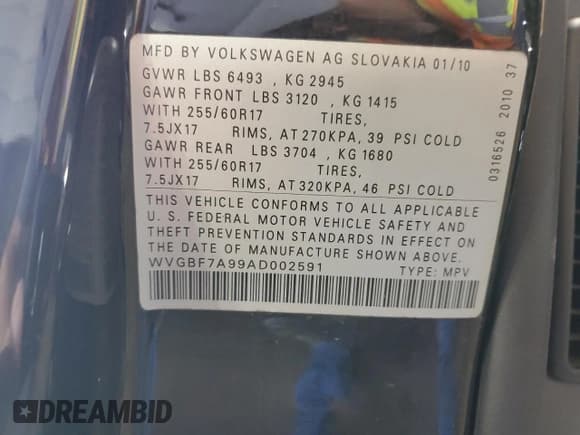 MFD BY VOLKSWAGEN AG SLOVAKIA 01/10
GVWR LBS 6493 , KG 2945
GAWR FRONT LBS 3120 , KG 1415
WITH 255/60R17 TIRES,
7.5JX17 RIMS, AT 270KPA, 39 PSI COLD
GAWR REAR LBS 3704 , KG 1680
WITH 255/60R17 TIRES,
7.5JX17 RIMS, AT 320KPA, 46 PSI COLD
THIS VEHICLE CONFORMS TO ALL APPLICABLE
U. S. FEDERAL MOTOR VEHICLE SAFETY AND
THEFT PREVENTION STANDARDS IN EFFECT ON
THE DATE OF MANUFACTURE SHOWN ABOVE.
WVGBF7A99AD002591 TYPE: MPV
0316526 2010 37
DREAMBID